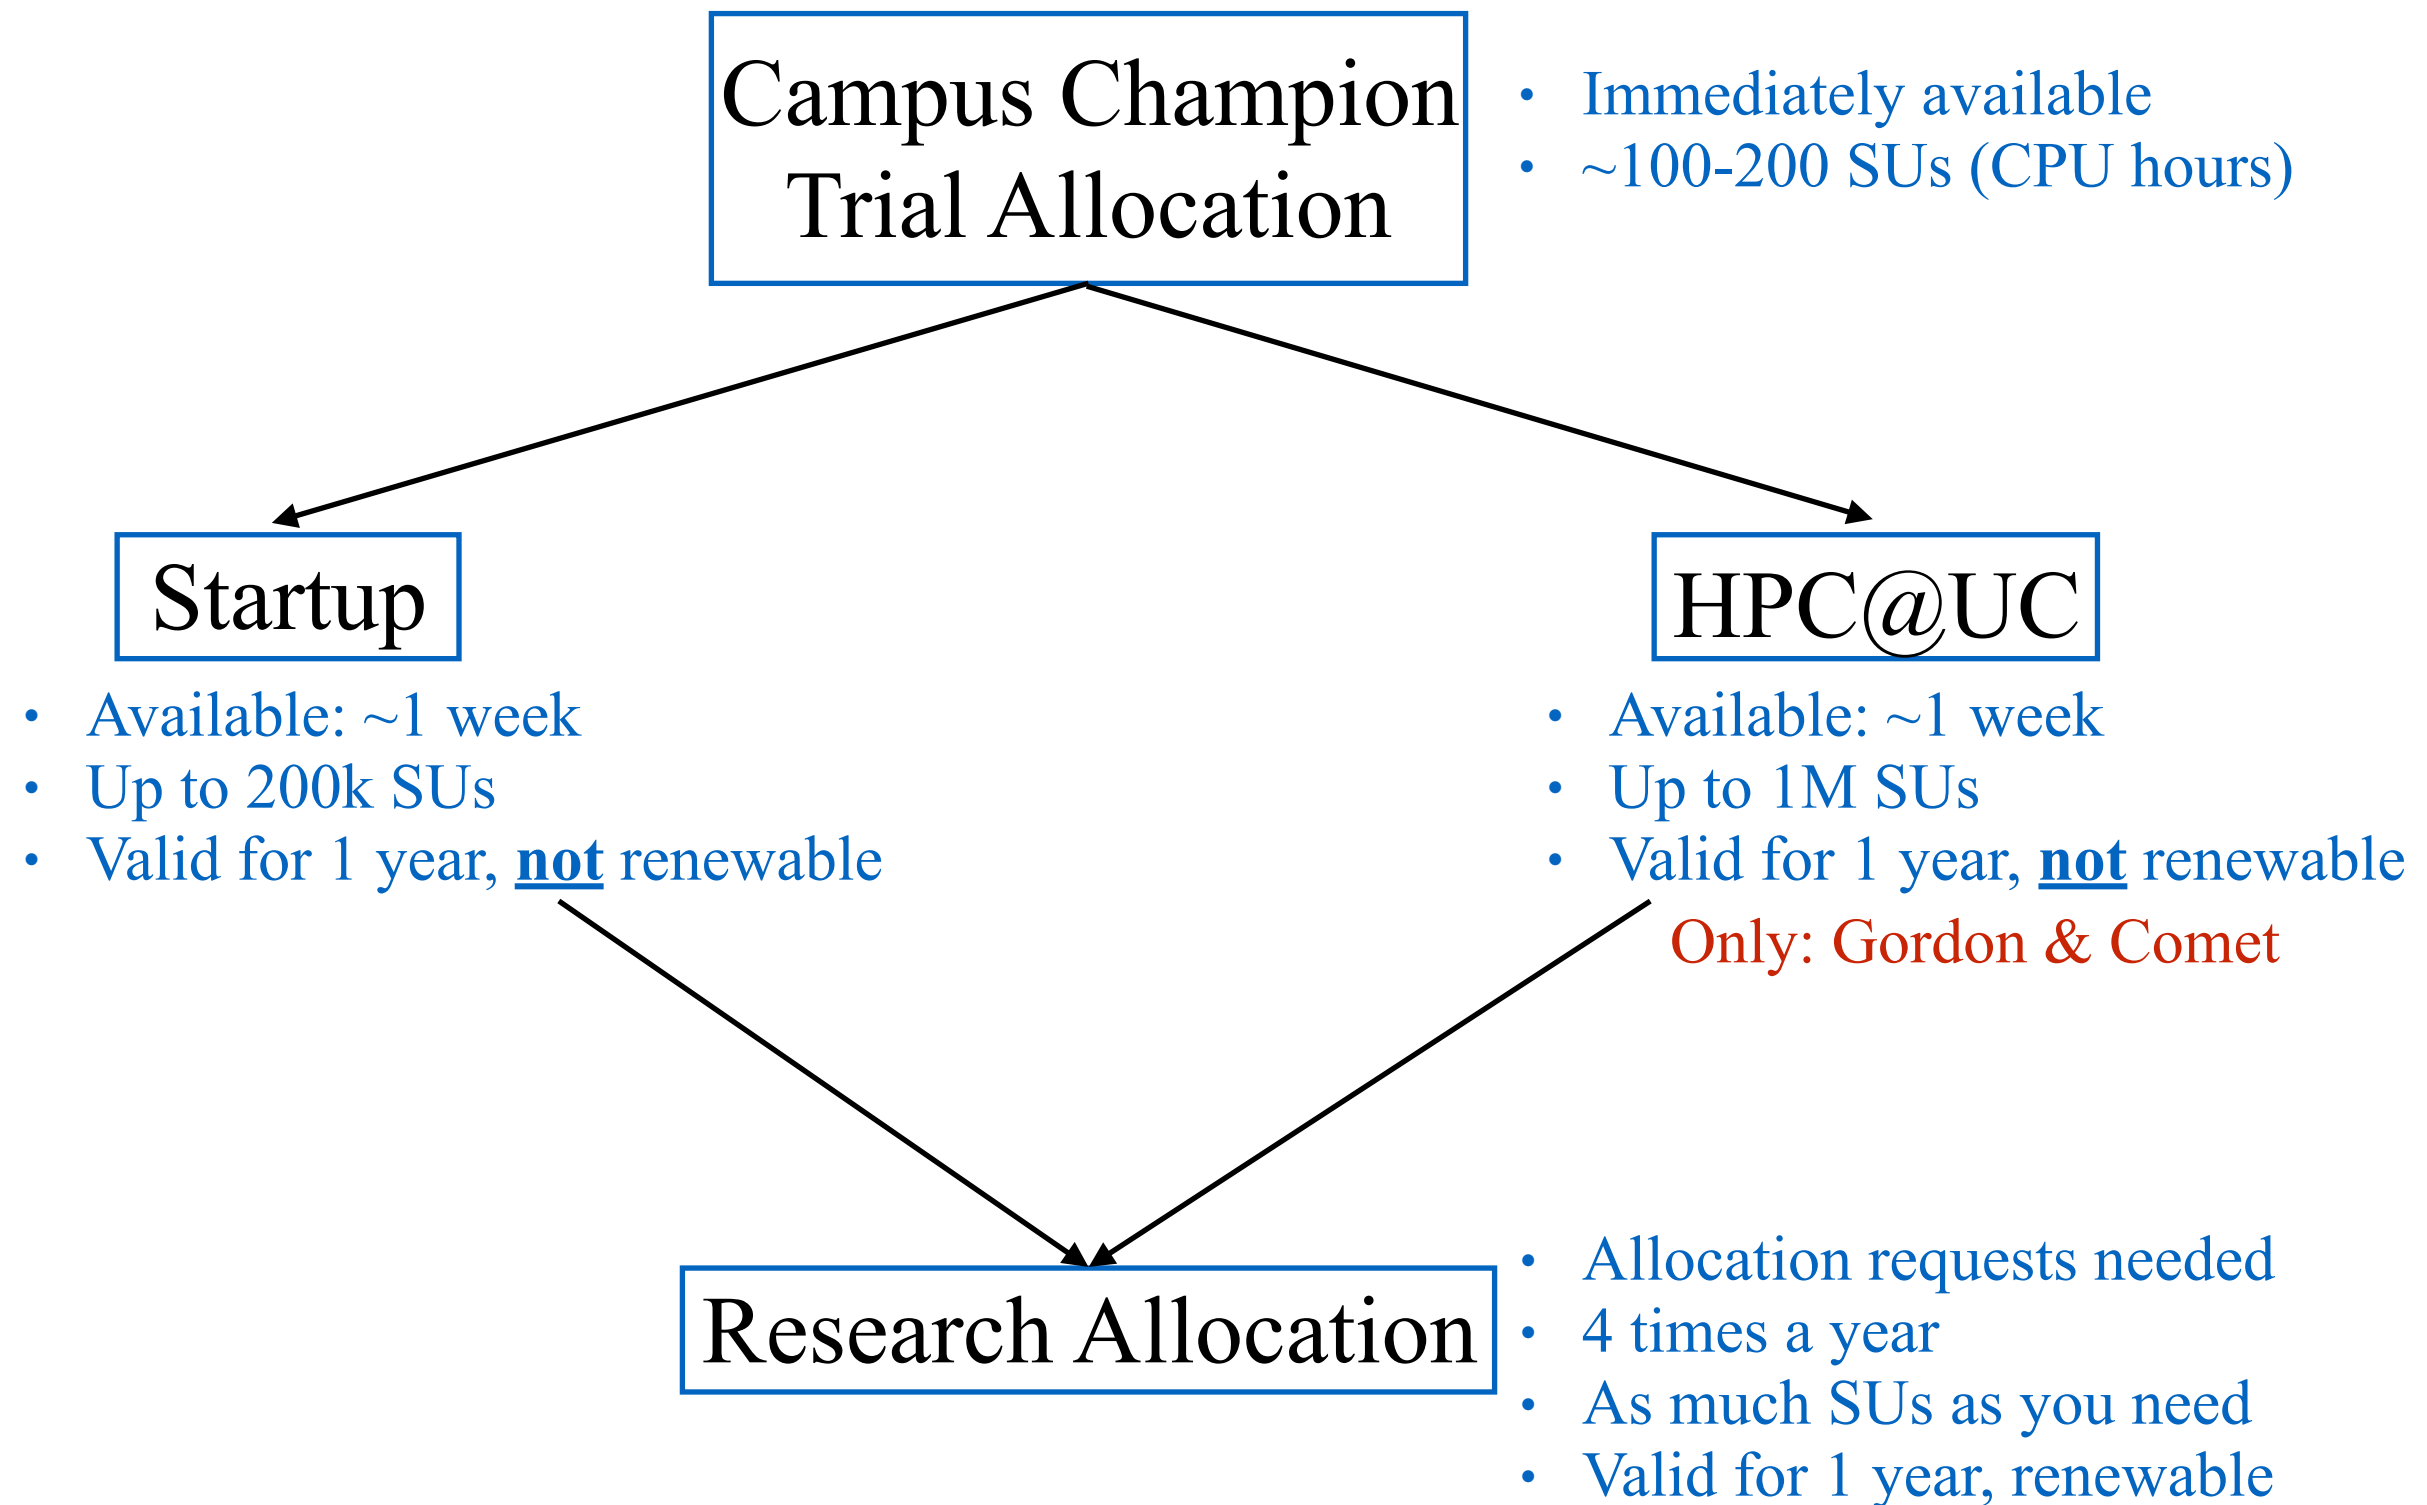 Campus Champion
Trial Allocation
• Immediately available
• ~100-200 SUs (CPU hours)
Startup
• Available: ~1 week
• Up to 200k SUs
• Valid for 1 year, not renewable
HPC@UC
• Available: ~1 week
• Up to 1M SUs
• Valid for 1 year, not renewable
Only: Gordon & Comet
Research Allocation
• Allocation requests needed
• 4 times a year
• As much SUs as you need
• Valid for 1 year, renewable